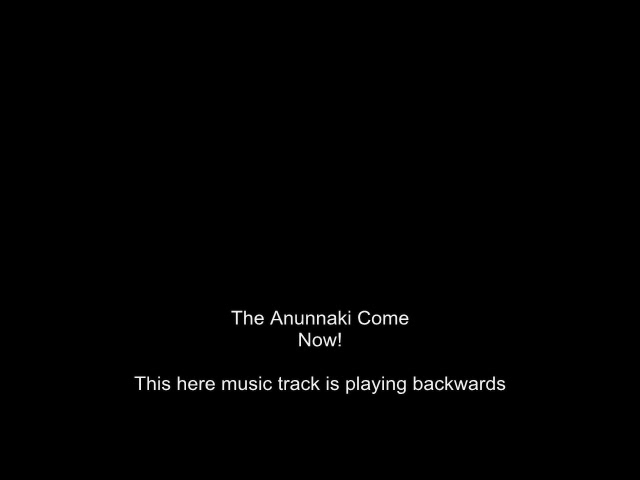 The Anunnaki Come
Now!
This here music track is playing backwards